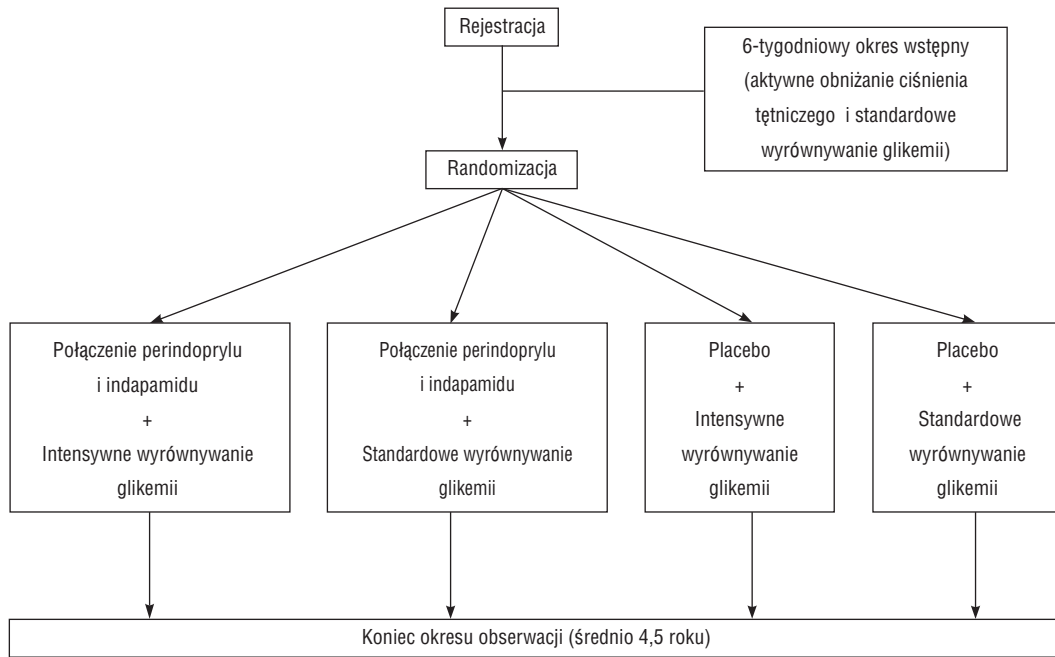 Rejestracja
6-tygodniowy okres wstępny
(aktywne obniżanie ciśnienia
tętniczego i standardowe
wyrównywanie glikemii)
Randomizacja
Połączenie perindoprylu
i indapamidu
+
Intensywne wyrównywanie
glikemii
Połączenie perindoprylu
i indapamidu
+
Standardowe wyrównywanie
glikemii
Placebo
+
Intensywne
wyrównywanie
glikemii
Placebo
+
Standardowe
wyrównywanie
glikemii
Koniec okresu obserwacji (średnio 4,5 roku)